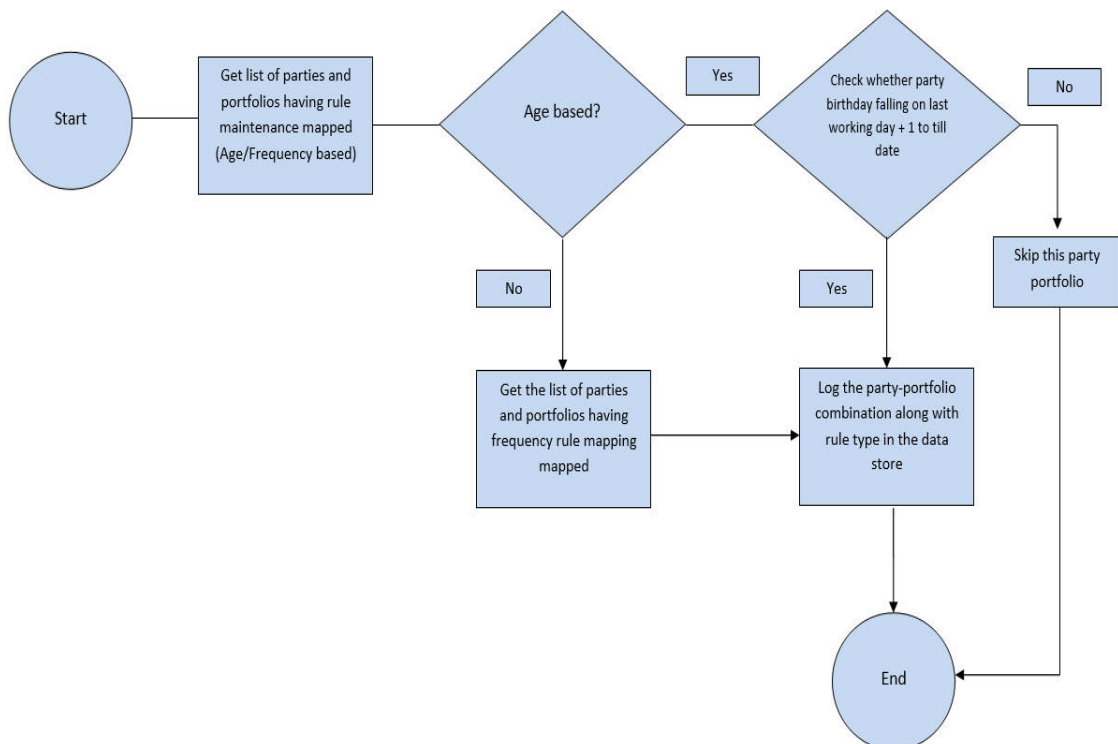 Start
Get list of parties
and portfolios
having rule
maintenance mapped
(Age/Frequency based)
Age based?
Yes
Check whether party
birthday falling on last
working day + 1 to till
date
No
Skip this party
portfolio
No
Yes
Get the list of parties
and portfolios having
frequency rule mapping
mapped
Log the party-portfolio
combination along with
rule type in the data
store
End